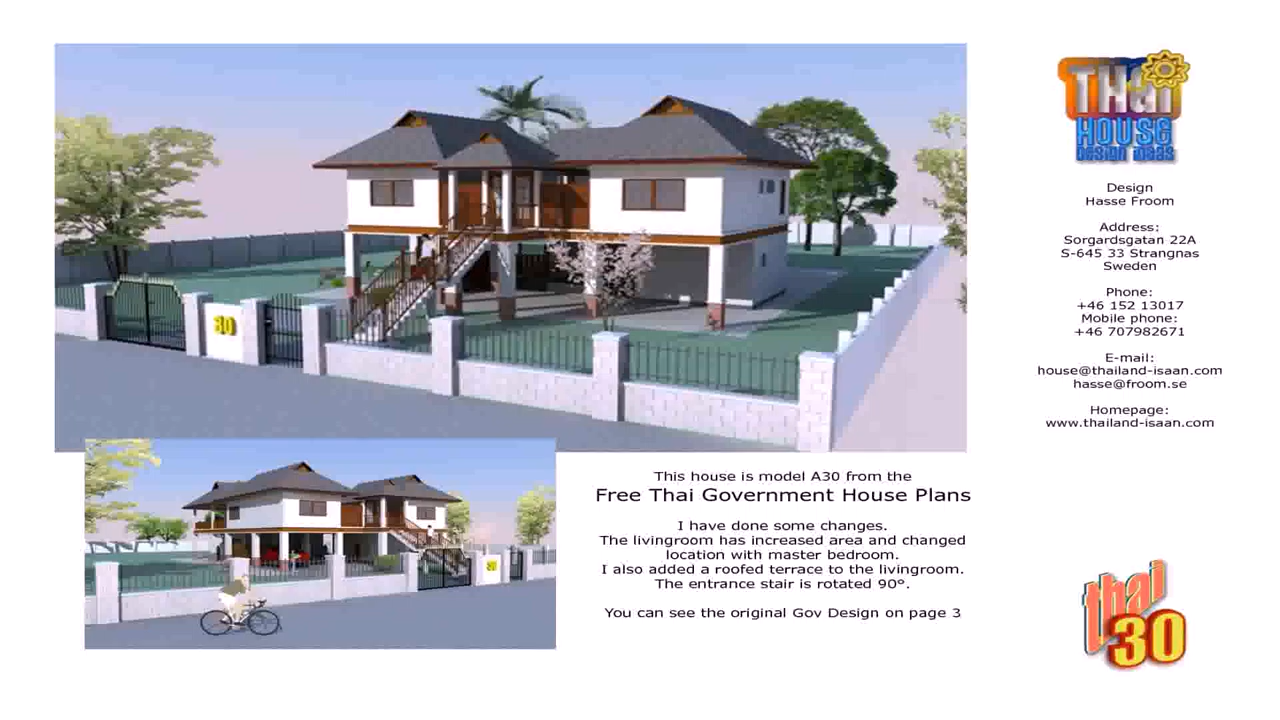 THai
HOUSE
Design ideas
Design
Hasse Froom
Address:
Sorgardsgatan 22A
S-645 33 Strangnas
Sweden
Phone:
+46 152 13017
Mobile phone:
+46 707982671
E-mail:
house@thailand-isaan.com
hasse@froom.se
Homepage:
www.thailand-isaan.com
30
30
This house is model A30 from the
Free Thai Government House Plans
I have done some changes.
The livingroom has increased area and changed
location with master bedroom.
I also added a roofed terrace to the livingroom.
The entrance stair is rotated 90°.
You can see the original Gov Design on page 3
thai
30